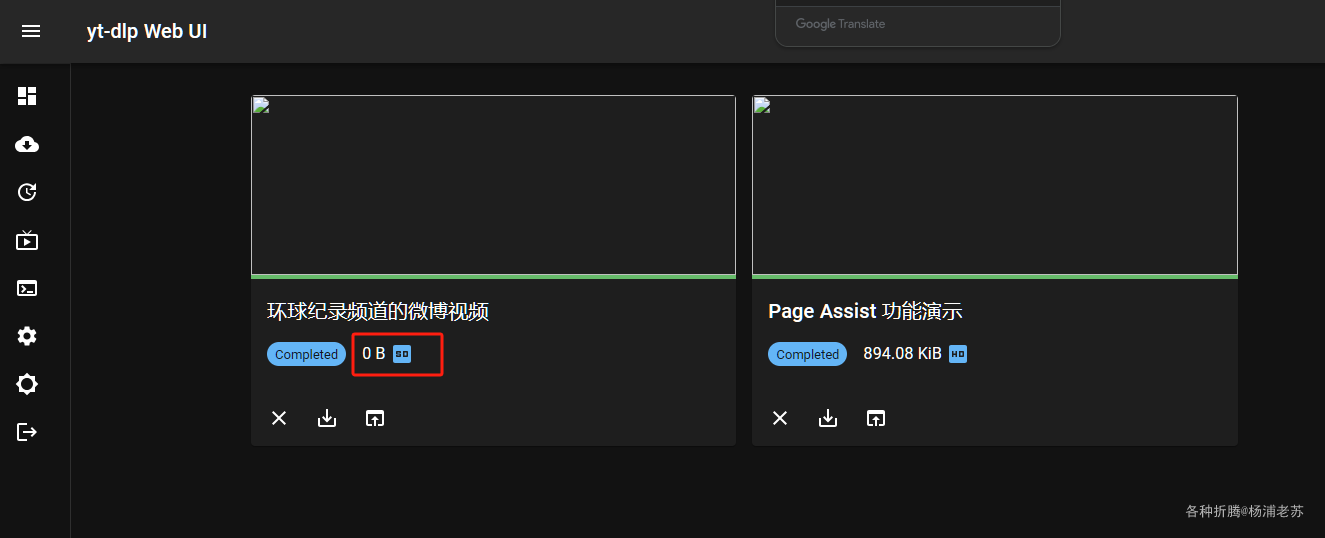 yt-dlp Web UI
Google Translate
环球纪录频道的微博视频
Completed
0 B
SD
Page Assist 功能演示
Completed
894.08 KiB
HD
各种折腾@杨浦老苏